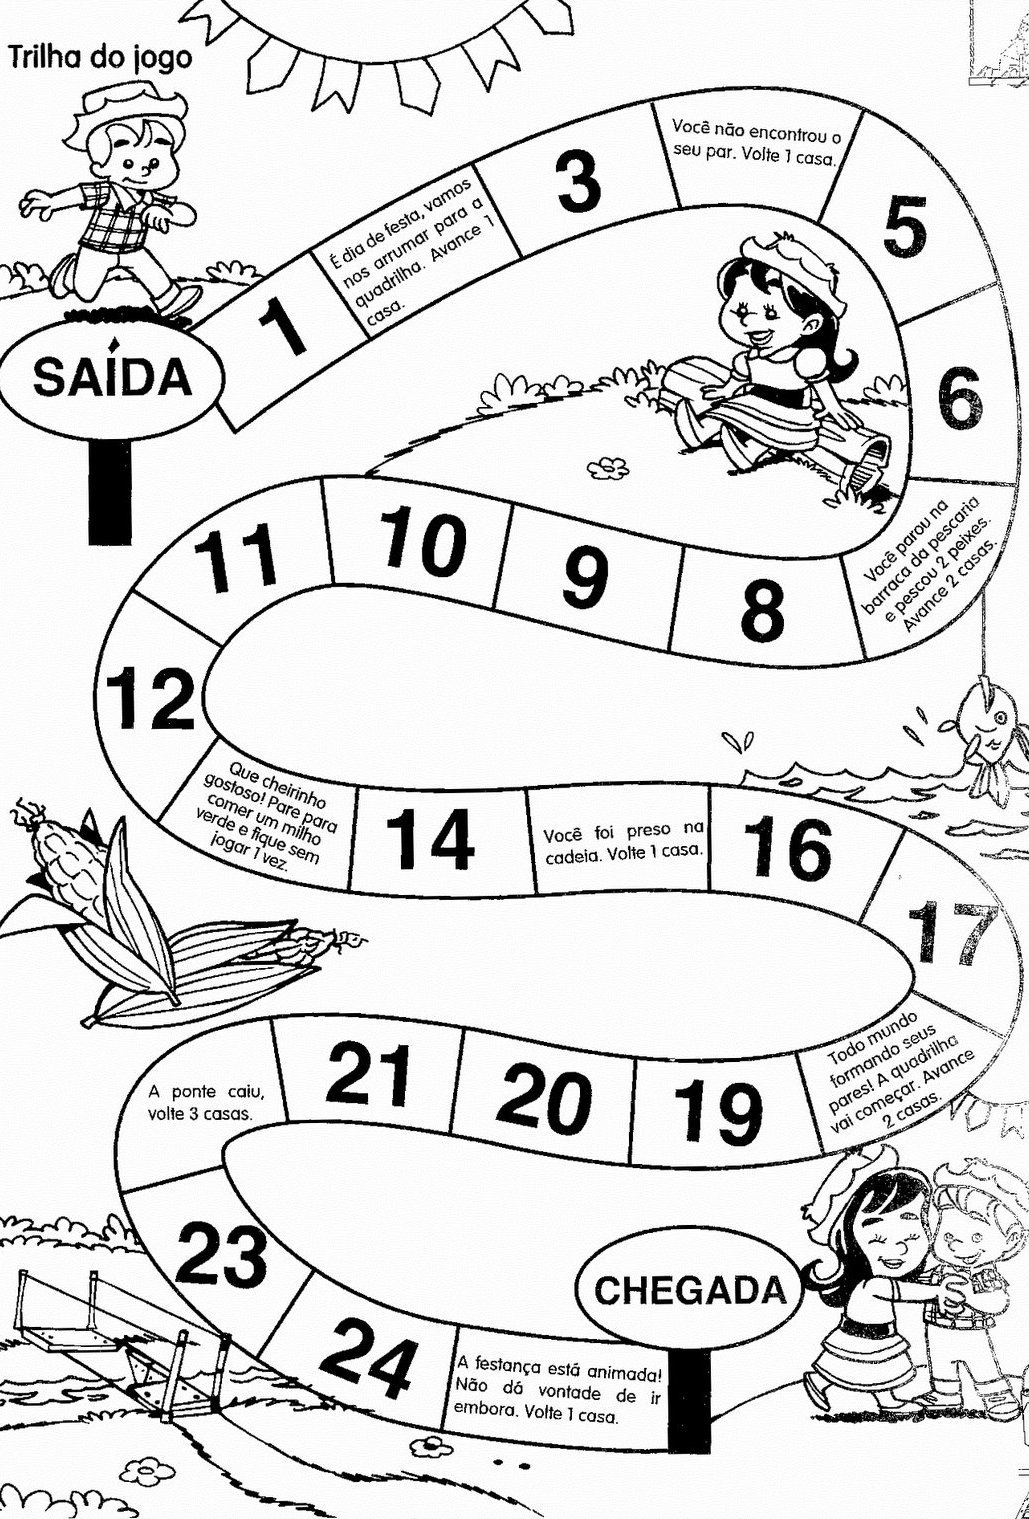 Trilha do jogo
SAÍDA
1
É dia de festa, vamos
nos arrumar para a
quadrilha. Avance 1
casa.
3
Você não encontrou o
seu par. Volte 1 casa.
5
6
Você parou na
barraca da pescaria
e pescou 2 peixes.
Avance 2 casas.
8
9
10
11
12
Que cheirinho
gostoso! Pare para
comer um milho
verde e fique sem
jogar 1 vez.
14
Você foi preso na
cadeia. Volte 1 casa.
16
17
Todo mundo
formando seus
pares! A quadrilha
vai começar. Avance
2 casas.
19
20
21
A ponte caiu,
volte 3 casas.
23
24
A festança está animada!
Não dá vontade de ir
embora. Volte 1 casa.
CHEGADA